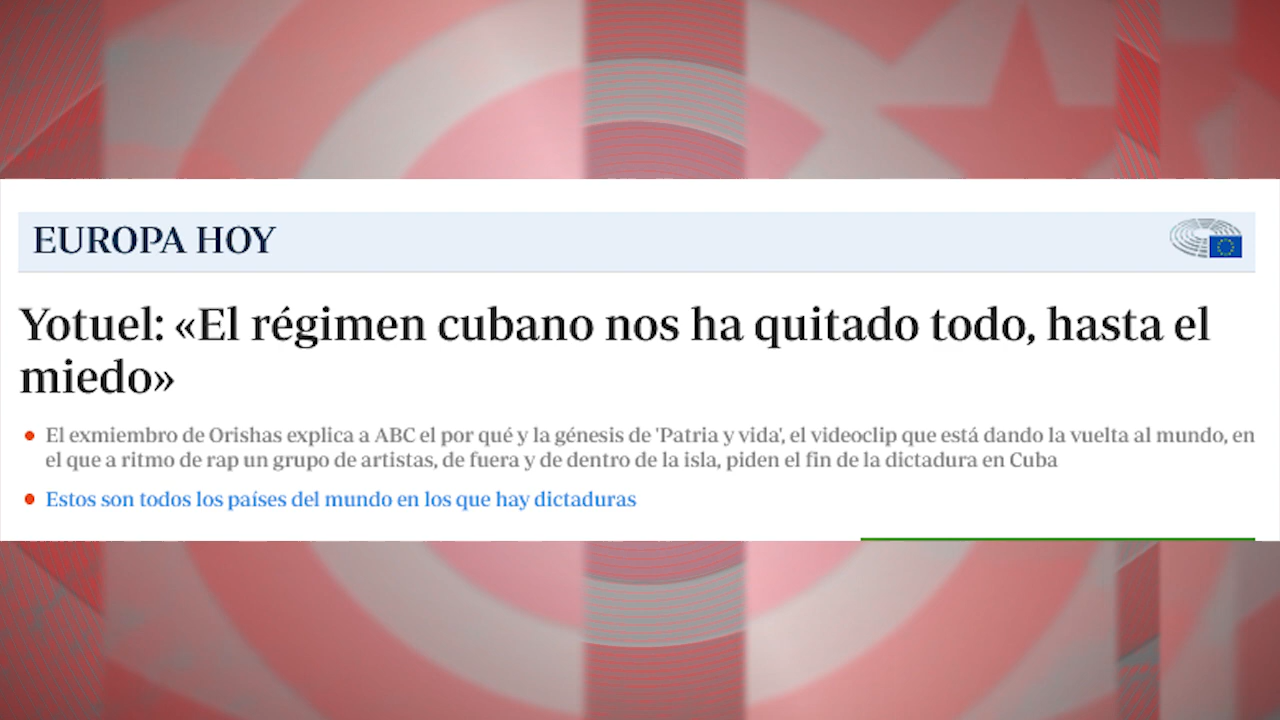 EUROPA HOY
Yotuel: «El régimen cubano nos ha quitado todo, hasta el
miedo»
El exmiembro de Orishas explica a ABC el por qué y la génesis de 'Patria y vida', el videoclip que está dando la vuelta al mundo, en
el que a ritmo de rap un grupo de artistas, de fuera y de dentro de la isla, piden el fin de la dictadura en Cuba
Estos son todos los países del mundo en los que hay dictaduras